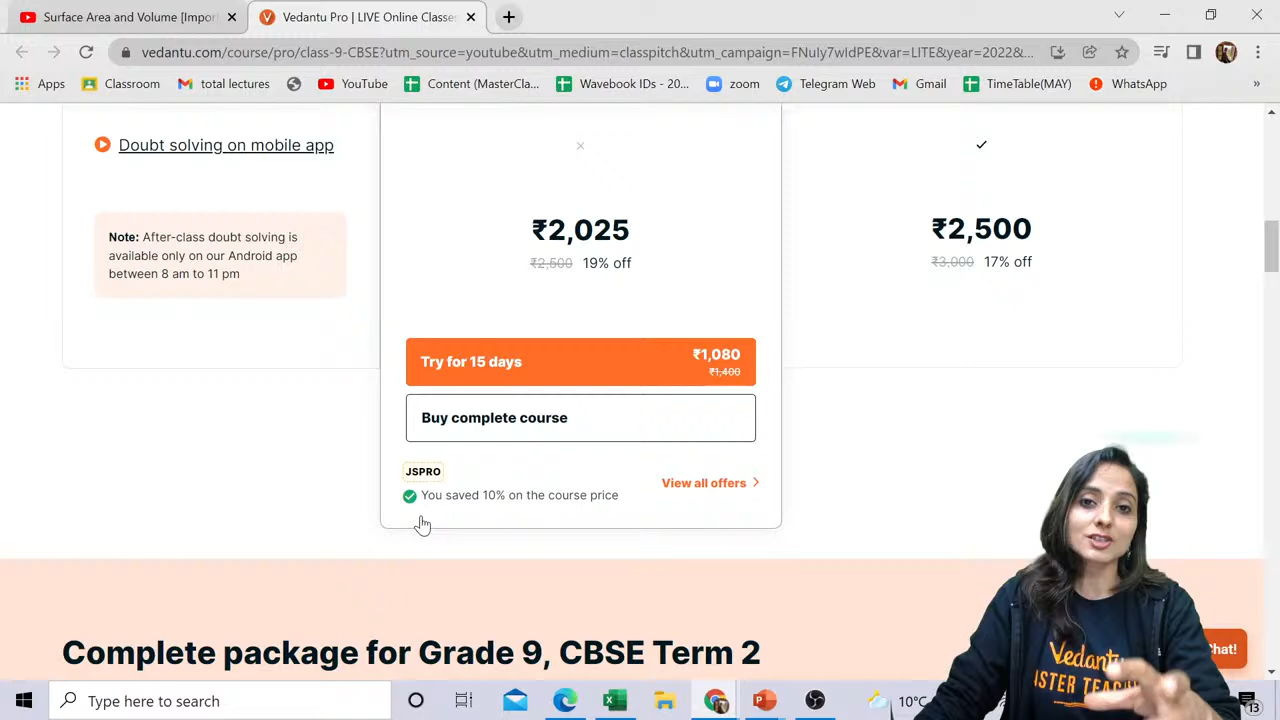 Surface Area and Volume [Impor
Vedantu Pro | LIVE Online Classes
vedantu.com/course/pro/class-9-CBSE?utm_source=youtube&utm_medium=classpitch&utm_campaign=FNuly7wIdPE&var=LITE&year=2022&...
Apps
Classroom
total lectures
YouTube
Content (MasterCla...
Wavebook IDs - 20...
zoom
Telegram Web
Gmail
TimeTable(MAY)
WhatsApp
»
Doubt solving on mobile app
Note: After-class doubt solving is
available only on our Android app
between 8 am to 11 pm
₹2,025
₹2,500 19% off
₹2,500
₹3,000 17% off
Try for 15 days
₹1,080
₹1,400
Buy complete course
JSPRO
You saved 10% on the course price
View all offers
Complete package for Grade 9, CBSE Term 2
hat!
Vedantu
Type here to search
10°C
13